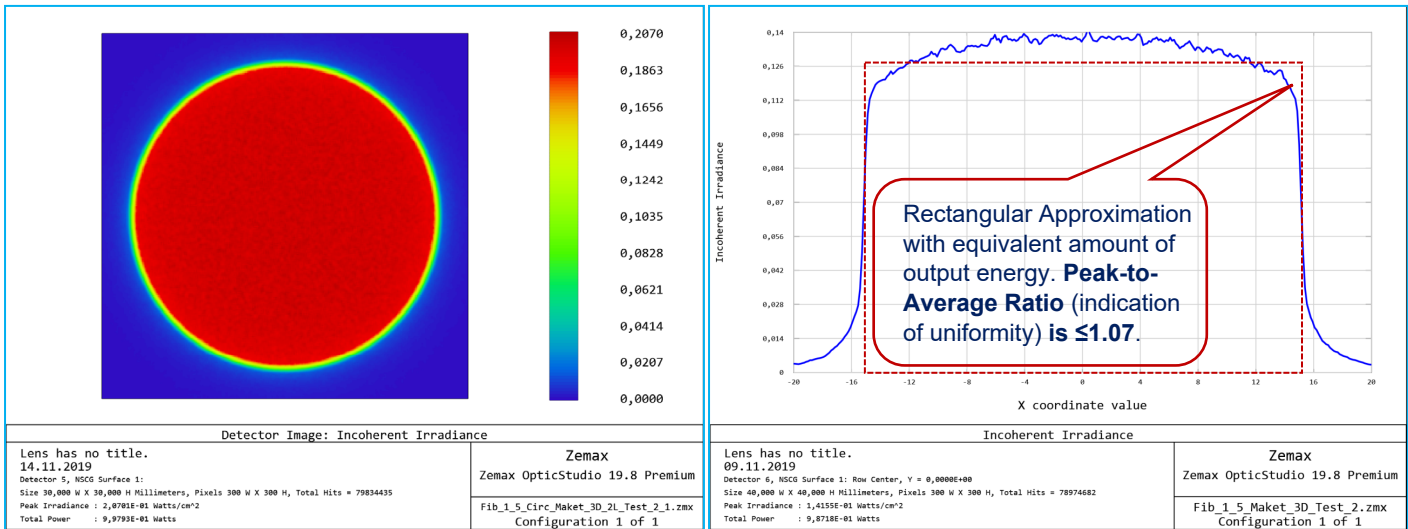 0,2070
0,1863
0,1656
0,1449
0,1242
0,1035
0,0828
0,0621
0,0414
0,0207
0,0000
Detector Image: Incoherent Irradiance
Lens has no title.
14.11.2019
Detector 5, NSCG Surface 1:
Size 30,000 W X 30,000 H Millimeters, Pixels 300 W X 300 H, Total Hits = 79834435
Peak Irradiance : 2,0701E-01 Watts/cm^2
Total Power : 9,9793E-01 Watts
Zemax
Zemax OpticStudio 19.8 Premium
Fib_1_5_Circ_Maket_3D_2L_Test_2_1.zmx
Configuration 1 of 1
0,14
0,126
0,112
0,098
0,084
0,07
0,056
0,042
0,028
0,014
0
Incoherent Irradiance
Rectangular Approximation
with equivalent amount of
output energy. Peak-to-
Average Ratio (indication
of uniformity) is ≤1.07.
-20 -16 -12 -8 -4 0 4 8 12 16 20
X coordinate value
Incoherent Irradiance
Lens has no title.
09.11.2019
Detector 6, NSCG Surface 1: Row Center, Y = 0,0000E+00
Size 40,000 W X 40,000 H Millimeters, Pixels 300 W X 300 H, Total Hits = 78974682
Peak Irradiance : 1,4155E-01 Watts/cm^2
Total Power : 9,8718E-01 Watts
Zemax
Zemax OpticStudio 19.8 Premium
Fib_1_5_Maket_3D_Test_2.zmx
Configuration 1 of 1